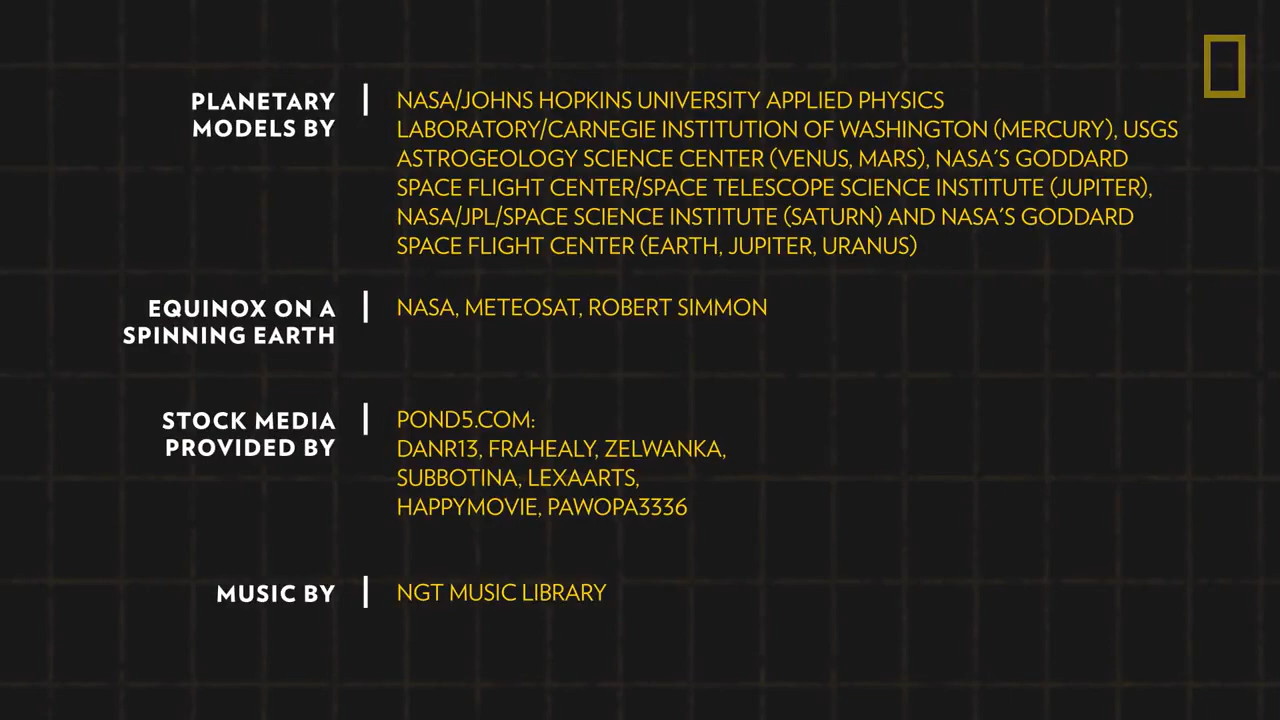 PLANETARY
MODELS BY
NASA/JOHNS HOPKINS UNIVERSITY APPLIED PHYSICS
LABORATORY/CARNEGIE INSTITUTION OF WASHINGTON (MERCURY), USGS
ASTROGEOLOGY SCIENCE CENTER (VENUS, MARS), NASA'S GODDARD
SPACE FLIGHT CENTER/SPACE TELESCOPE SCIENCE INSTITUTE (JUPITER),
NASA/JPL/SPACE SCIENCE INSTITUTE (SATURN) AND NASA'S GODDARD
SPACE FLIGHT CENTER (EARTH, JUPITER, URANUS)
EQUINOX ON A
SPINNING EARTH
NASA, METEOSAT, ROBERT SIMMON
STOCK MEDIA
PROVIDED BY
POND5.COM:
DANR13, FRAHEALY, ZELWANKA,
SUBBOTINA, LEXAARTS,
HAPPYMOVIE, PAWOPA3336
MUSIC BY
NGT MUSIC LIBRARY